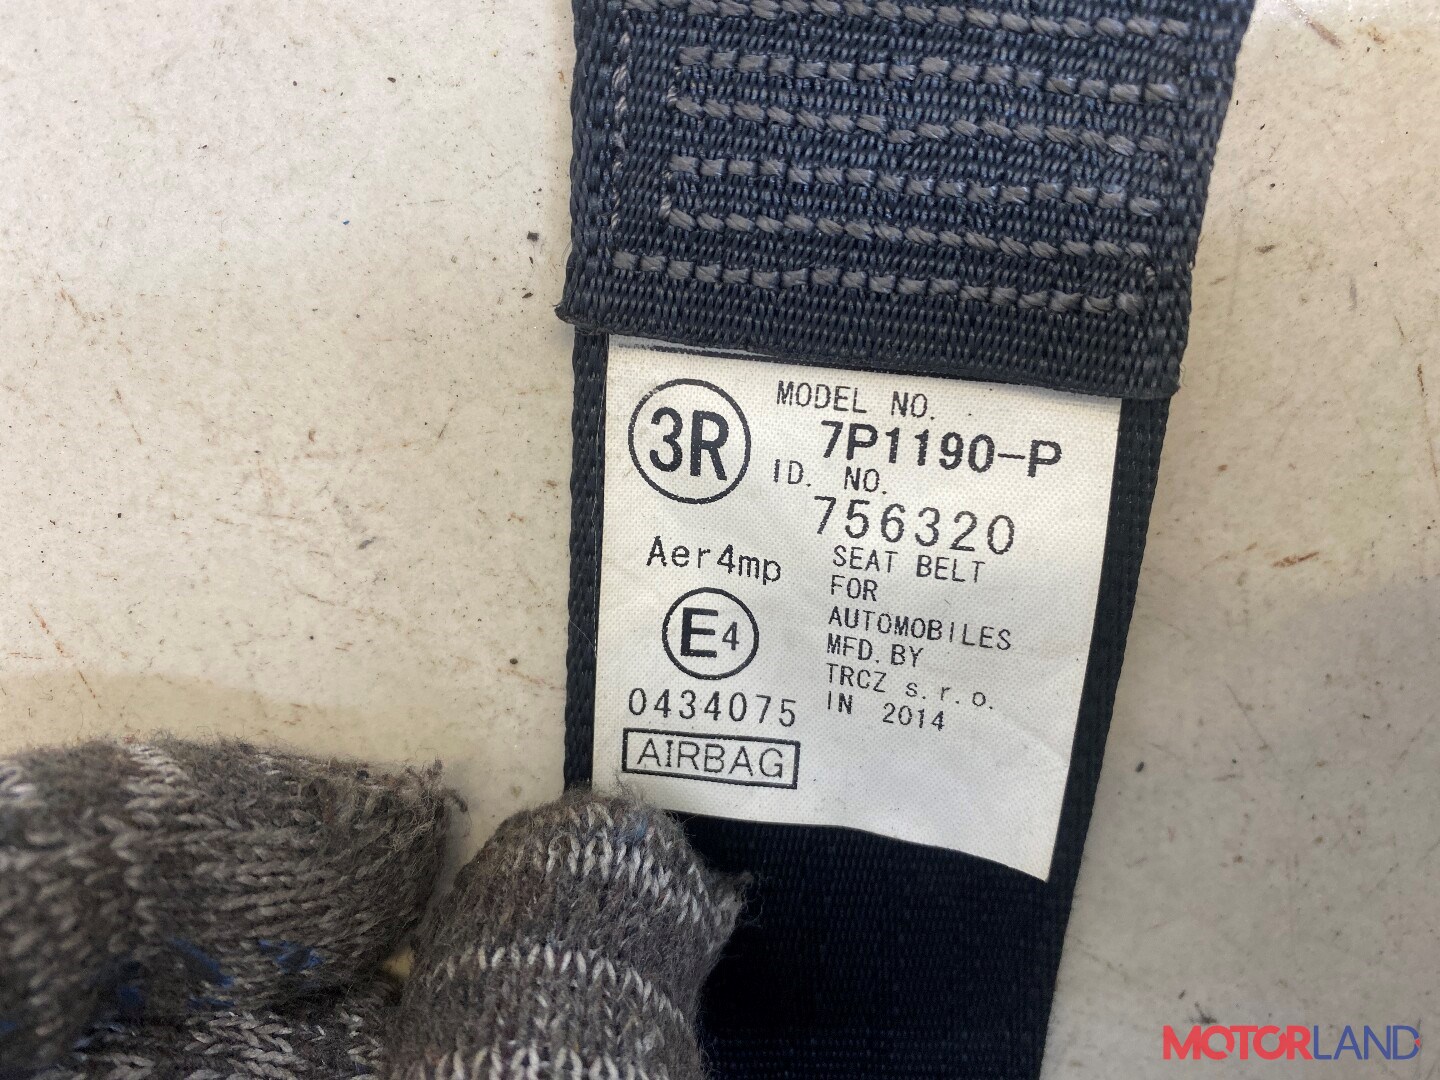 3R
MODEL NO.
7P1190-P
ID. NO.
756320
Aer4mp
E4
0434075
AIRBAG
SEAT BELT
FOR
AUTOMOBILES
MFD. BY
TRCZ s.r.o.
IN 2014
MOTORLAND